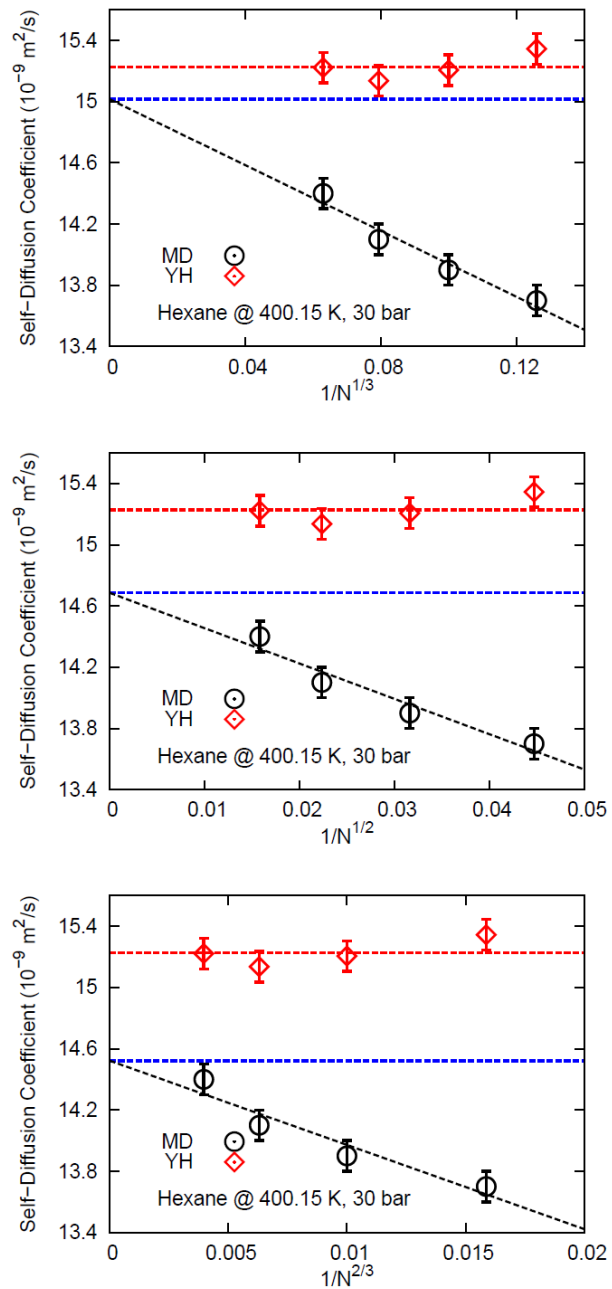 15.4
15
14.6
14.2
13.8
13.4
Self-Diffusion Coefficient (10⁻⁹ m²/s)
MD
YH
Hexane @ 400.15 K, 30 bar
0
0.04
0.08
0.12
1/N^1/3
15.4
15
14.6
14.2
13.8
13.4
Self-Diffusion Coefficient (10⁻⁹ m²/s)
MD
YH
Hexane @ 400.15 K, 30 bar
0
0.01
0.02
0.03
0.04
0.05
1/N^1/2
15.4
15
14.6
14.2
13.8
13.4
Self-Diffusion Coefficient (10⁻⁹ m²/s)
MD
YH
Hexane @ 400.15 K, 30 bar
0
0.005
0.01
0.015
0.02
1/N^2/3